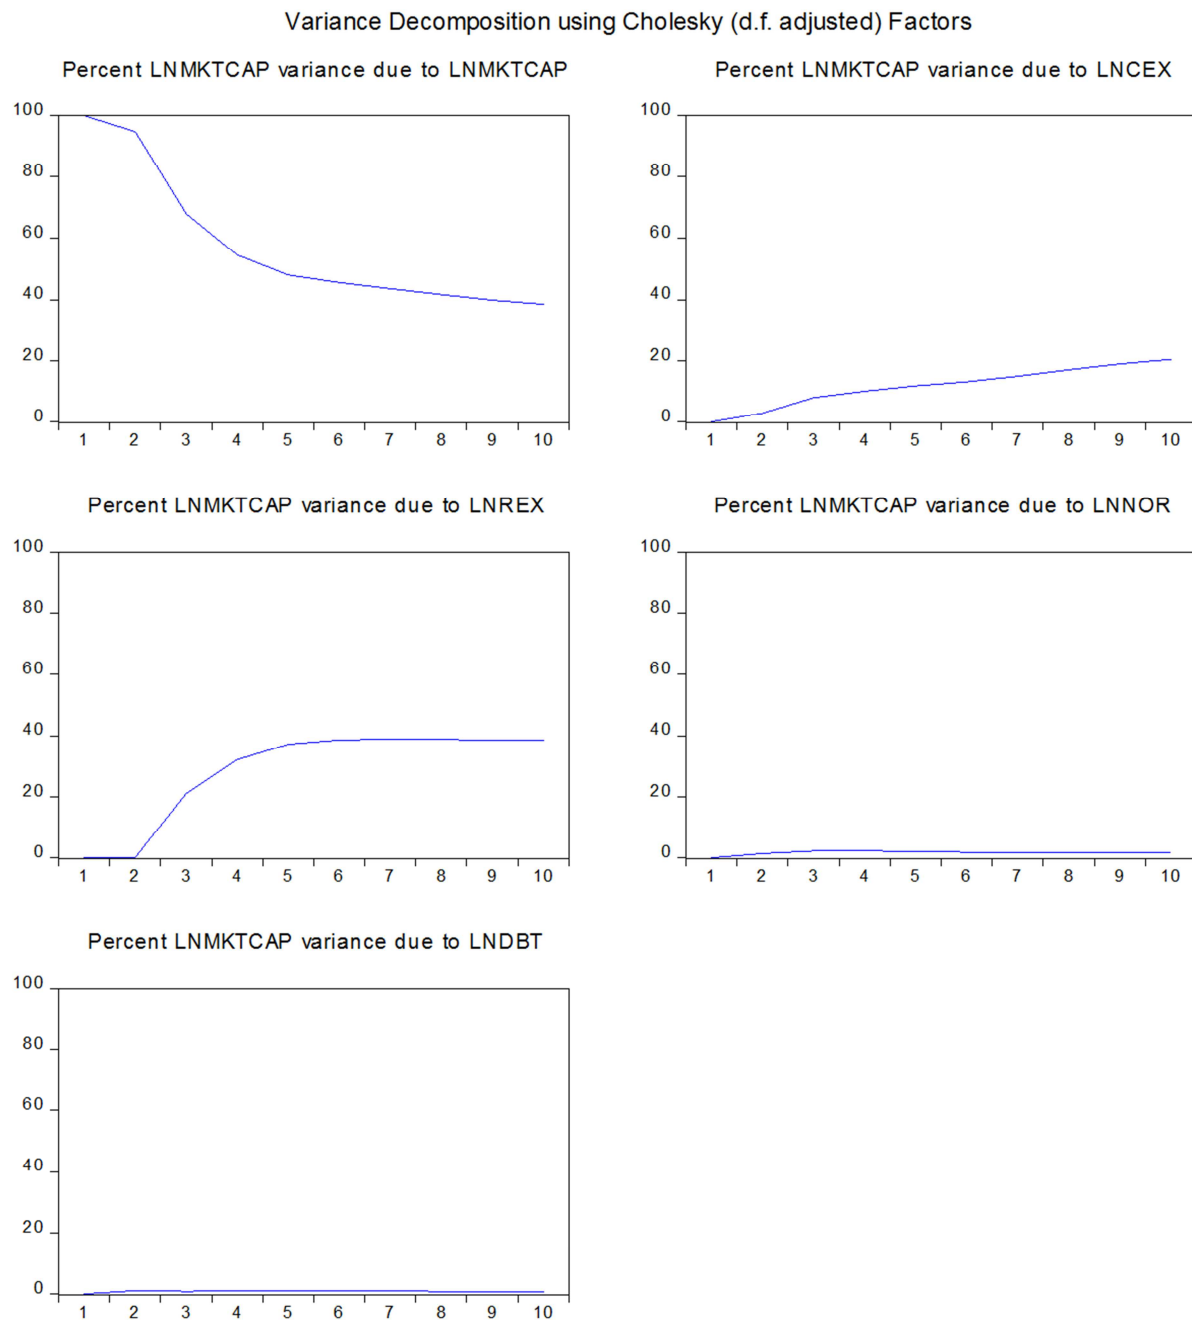 Variance Decomposition using Cholesky (d.f. adjusted) Factors
Percent LNMKTCAP variance due to LNMKTCAP
100
80
60
40
20
0
1 2 3 4 5 6 7 8 9 10
Percent LNMKTCAP variance due to LNCEX
100
80
60
40
20
0
1 2 3 4 5 6 7 8 9 10
Percent LNMKTCAP variance due to LNREX
100
80
60
40
20
0
1 2 3 4 5 6 7 8 9 10
Percent LNMKTCAP variance due to LNNOR
100
80
60
40
20
0
1 2 3 4 5 6 7 8 9 10
Percent LNMKTCAP variance due to LNDBT
100
80
60
40
20
0
1 2 3 4 5 6 7 8 9 10